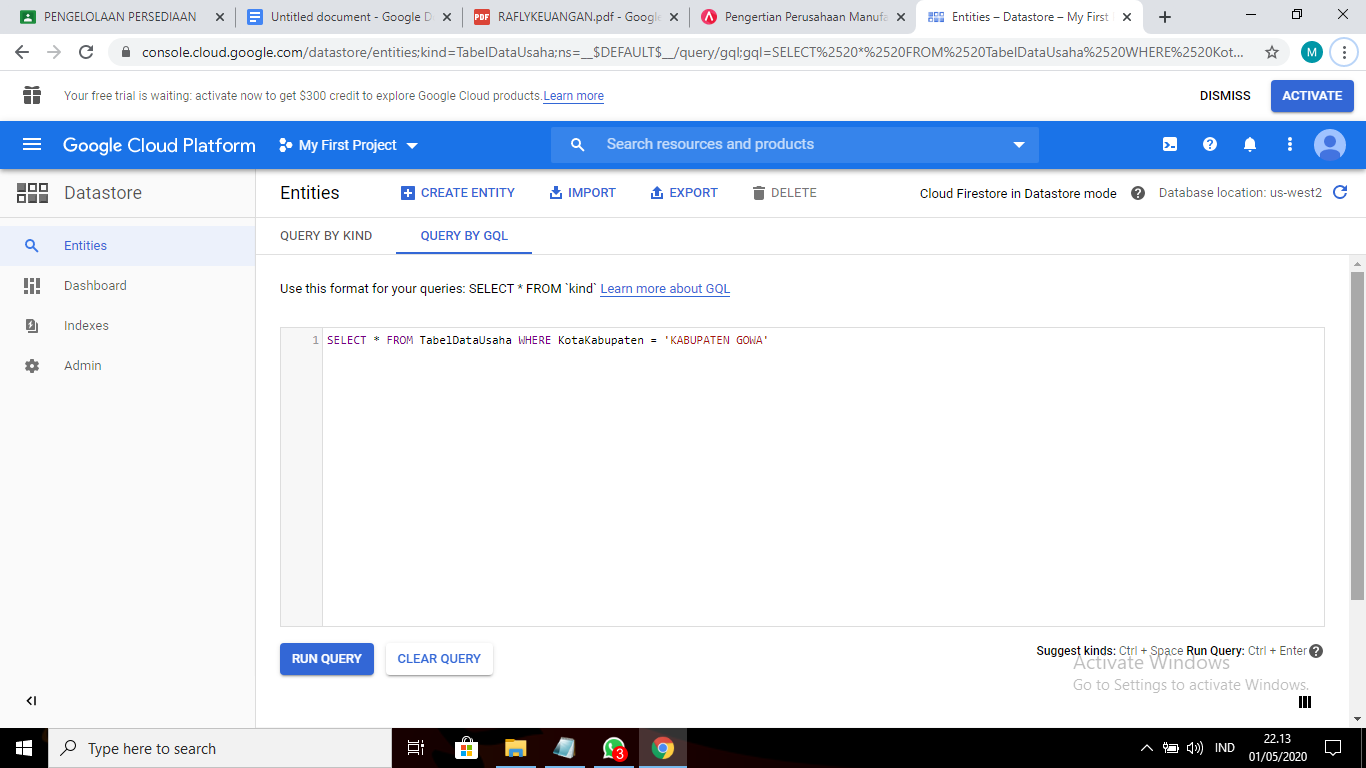 PENGELOLAAN PERSEDIAAN
Untitled document - Google D
RAFLYKEUANGAN.pdf - Google
Pengertian Perusahaan Manufa
Entities – Datastore – My First
console.cloud.google.com/datastore/entities;kind=TabelDataUsaha;ns=__$DEFAULT$__/query/gql;gql=SELECT%2520*%2520FROM%2520TabelDataUsaha%2520WHERE%2520Kot...
M
Your free trial is waiting: activate now to get $300 credit to explore Google Cloud products. Learn more
DISMISS
ACTIVATE
Google Cloud Platform
My First Project
Search resources and products
Datastore
Entities
CREATE ENTITY
IMPORT
EXPORT
DELETE
Cloud Firestore in Datastore mode
Database location: us-west2
Entities
Dashboard
Indexes
Admin
QUERY BY KIND
QUERY BY GQL
Use this format for your queries: SELECT * FROM `kind` Learn more about GQL
1 SELECT * FROM TabelDataUsaha WHERE KotaKabupaten = 'KABUPATEN GOWA'
RUN QUERY
CLEAR QUERY
Suggest kinds: Ctrl + Space Run Query: Ctrl + Enter
Activate Windows
Go to Settings to activate Windows.
Type here to search
3
IND
22.13
01/05/2020